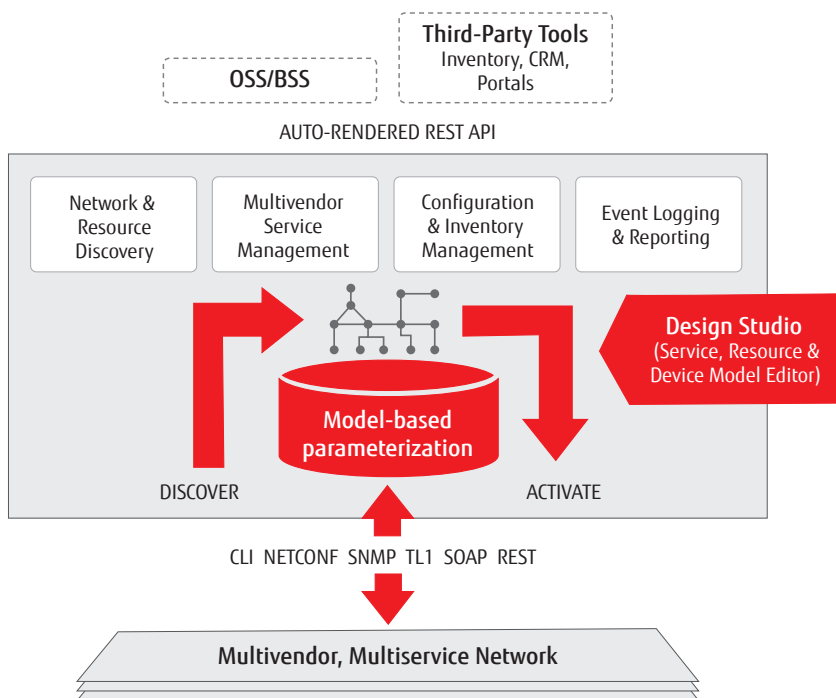 Third-Party Tools
Inventory, CRM,
Portals
OSS/BSS
AUTO-RENDERED REST API
Network &
Resource
Discovery
Multivendor
Service
Management
Configuration
& Inventory
Management
Event Logging
& Reporting
Design Studio
(Service, Resource &
Device Model Editor)
Model-based
parameterization
DISCOVER
ACTIVATE
CLI NETCONF SNMP TL1 SOAP REST
Multivendor, Multiservice Network